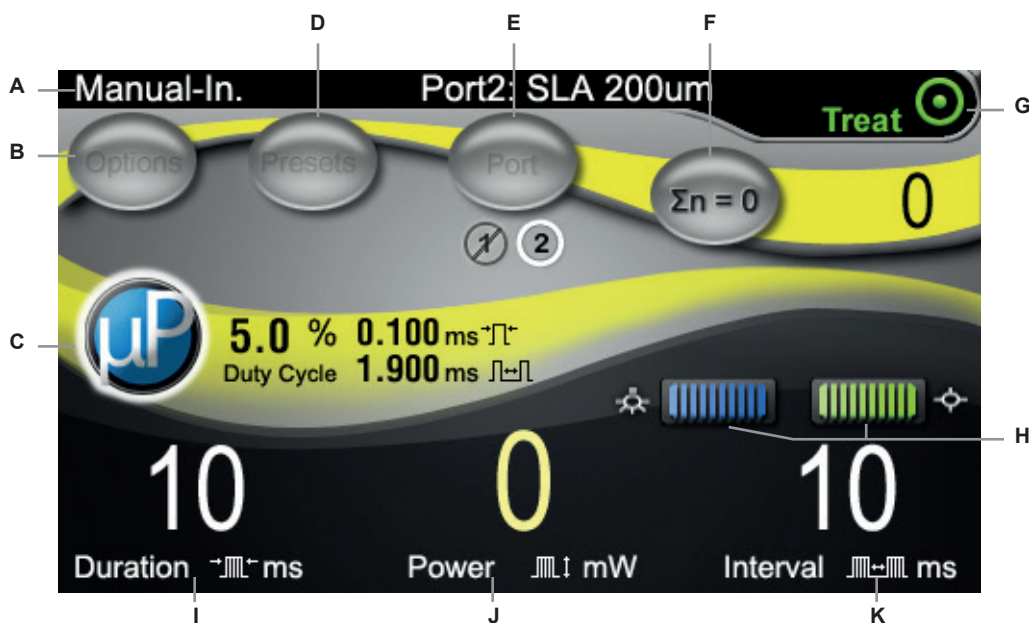 D E F
A Manual-In. Port2: SLA 200um
G Treat
B Options Presets Port
Σn = 0 0
1 2
C µP 5.0 % 0.100 ms
Duty Cycle 1.900 ms
H
10 0 10
Duration ms Power mW Interval ms
I J K